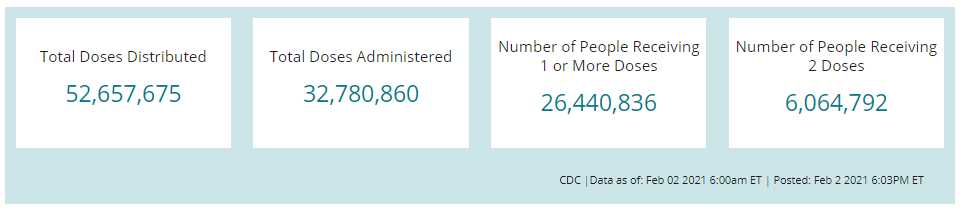 Total Doses Distributed
52,657,675
Total Doses Administered
32,780,860
Number of People Receiving
1 or More Doses
26,440,836
Number of People Receiving
2 Doses
6,064,792
CDC |Data as of: Feb 02 2021 6:00am ET | Posted: Feb 2 2021 6:03PM ET